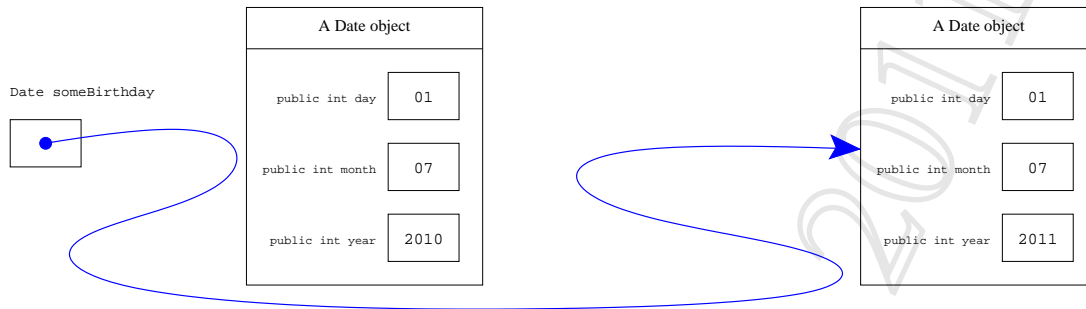 Date someBirthday
A Date object
public int day 01
public int month 07
public int year 2010
A Date object
public int day 01
public int month 07
public int year 2011
2011